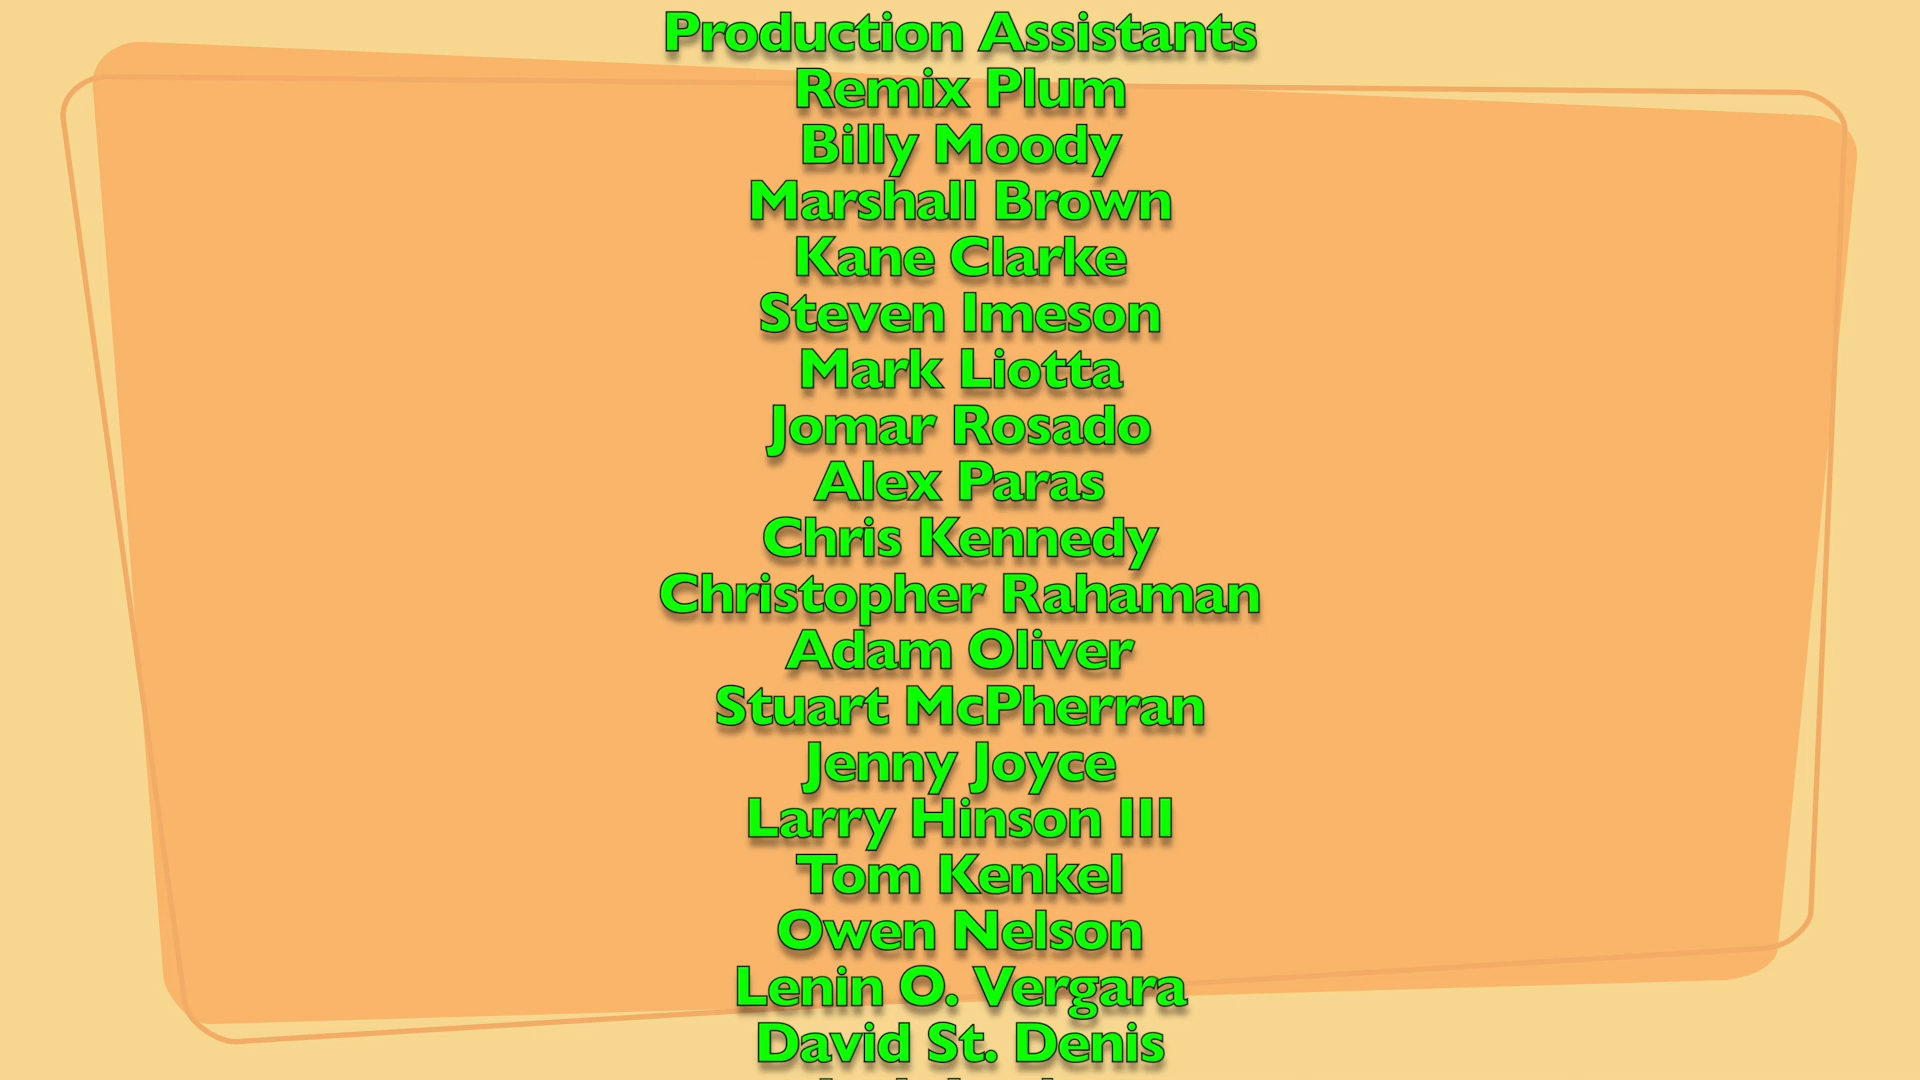 Production Assistants
Remix Plum
Billy Moody
Marshall Brown
Kane Clarke
Steven Imeson
Mark Liotta
Jomar Rosado
Alex Paras
Chris Kennedy
Christopher Rahaman
Adam Oliver
Stuart McPherran
Jenny Joyce
Larry Hinson III
Tom Kenkel
Owen Nelson
Lenin O. Vergara
David St. Denis